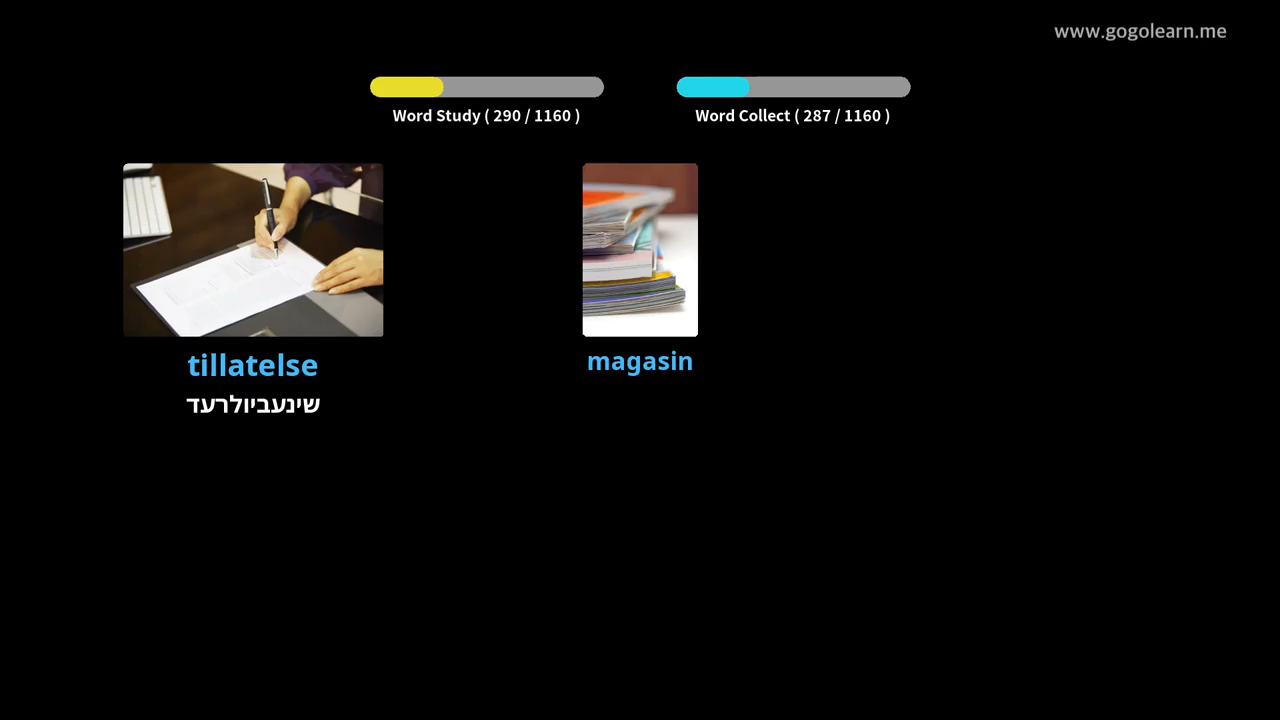 www.gogolearn.me
Word Study ( 290 / 1160 )
Word Collect ( 287 / 1160 )
tillatelse
שינעביולרעד
magasin